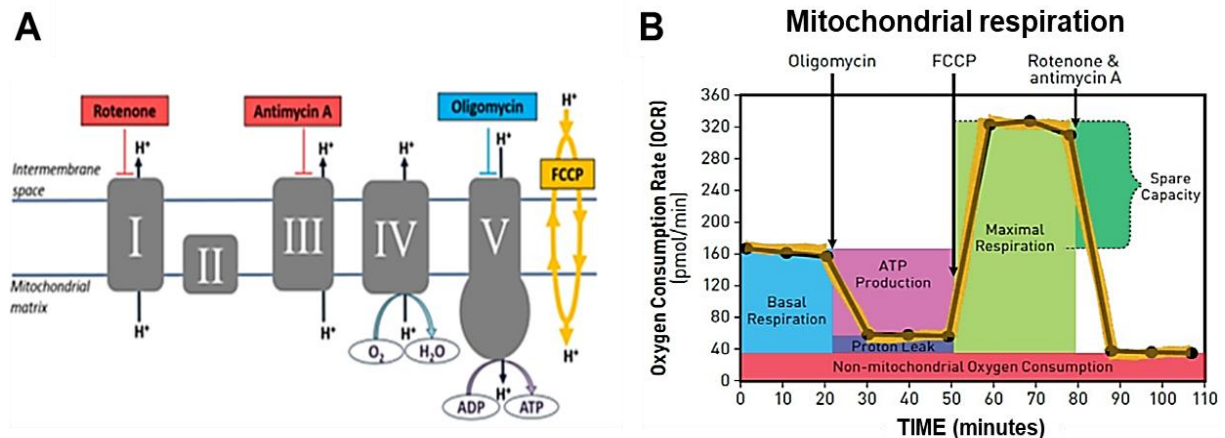 A
Rotenone
Antimycin A
Oligomycin
H⁺
H⁺
H⁺
H⁺
H⁺
FCCP
Intermembrane
space
I
II
III
IV
V
Mitochondrial
matrix
H⁺
H⁺
H⁺
O₂
H₂O
H⁺
ADP
H⁺
ATP
B
Mitochondrial respiration
Oligomycin
FCCP
Rotenone &
antimycin A
Oxygen Consumption Rate (OCR)
(pmol/min)
360
320
280
240
200
160
120
80
40
0
Basal
Respiration
ATP
Production
Proton Leak
Maximal
Respiration
Spare
Capacity
Non-mitochondrial Oxygen Consumption
0 10 20 30 40 50 60 70 80 90 100 110
TIME (minutes)